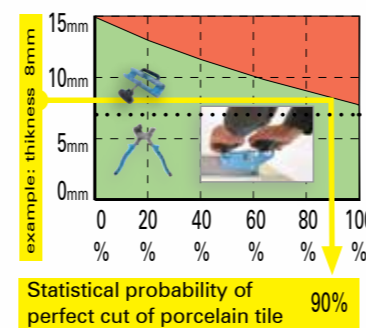 example: thikness 8mm
15mm
10mm
5mm
0mm
0 20 40 60 80 100
% % % % % %
Statistical probability of
perfect cut of porcelain tile
90%